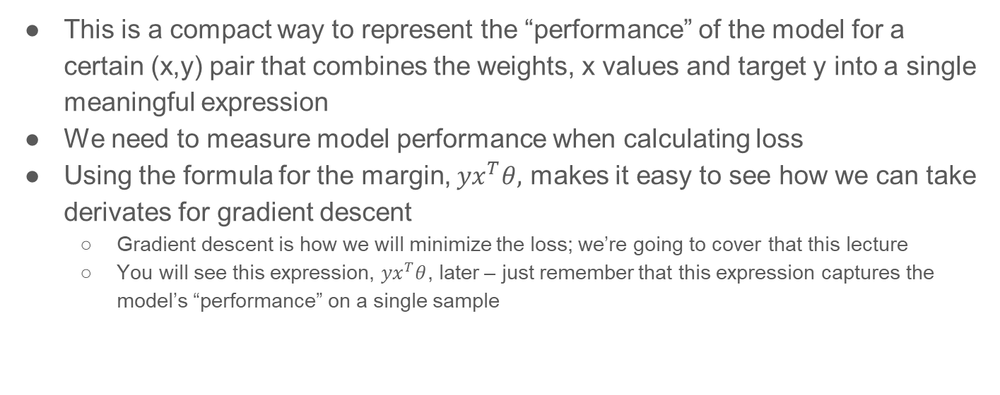 ● This is a compact way to represent the “performance” of the model for a
certain (x,y) pair that combines the weights, x values and target y into a single
meaningful expression
● We need to measure model performance when calculating loss
● Using the formula for the margin, 𝑦𝑥ᵀ𝜃, makes it easy to see how we can take
derivates for gradient descent
○ Gradient descent is how we will minimize the loss; we’re going to cover that this lecture
○ You will see this expression, 𝑦𝑥ᵀ𝜃, later – just remember that this expression captures the
model’s “performance” on a single sample